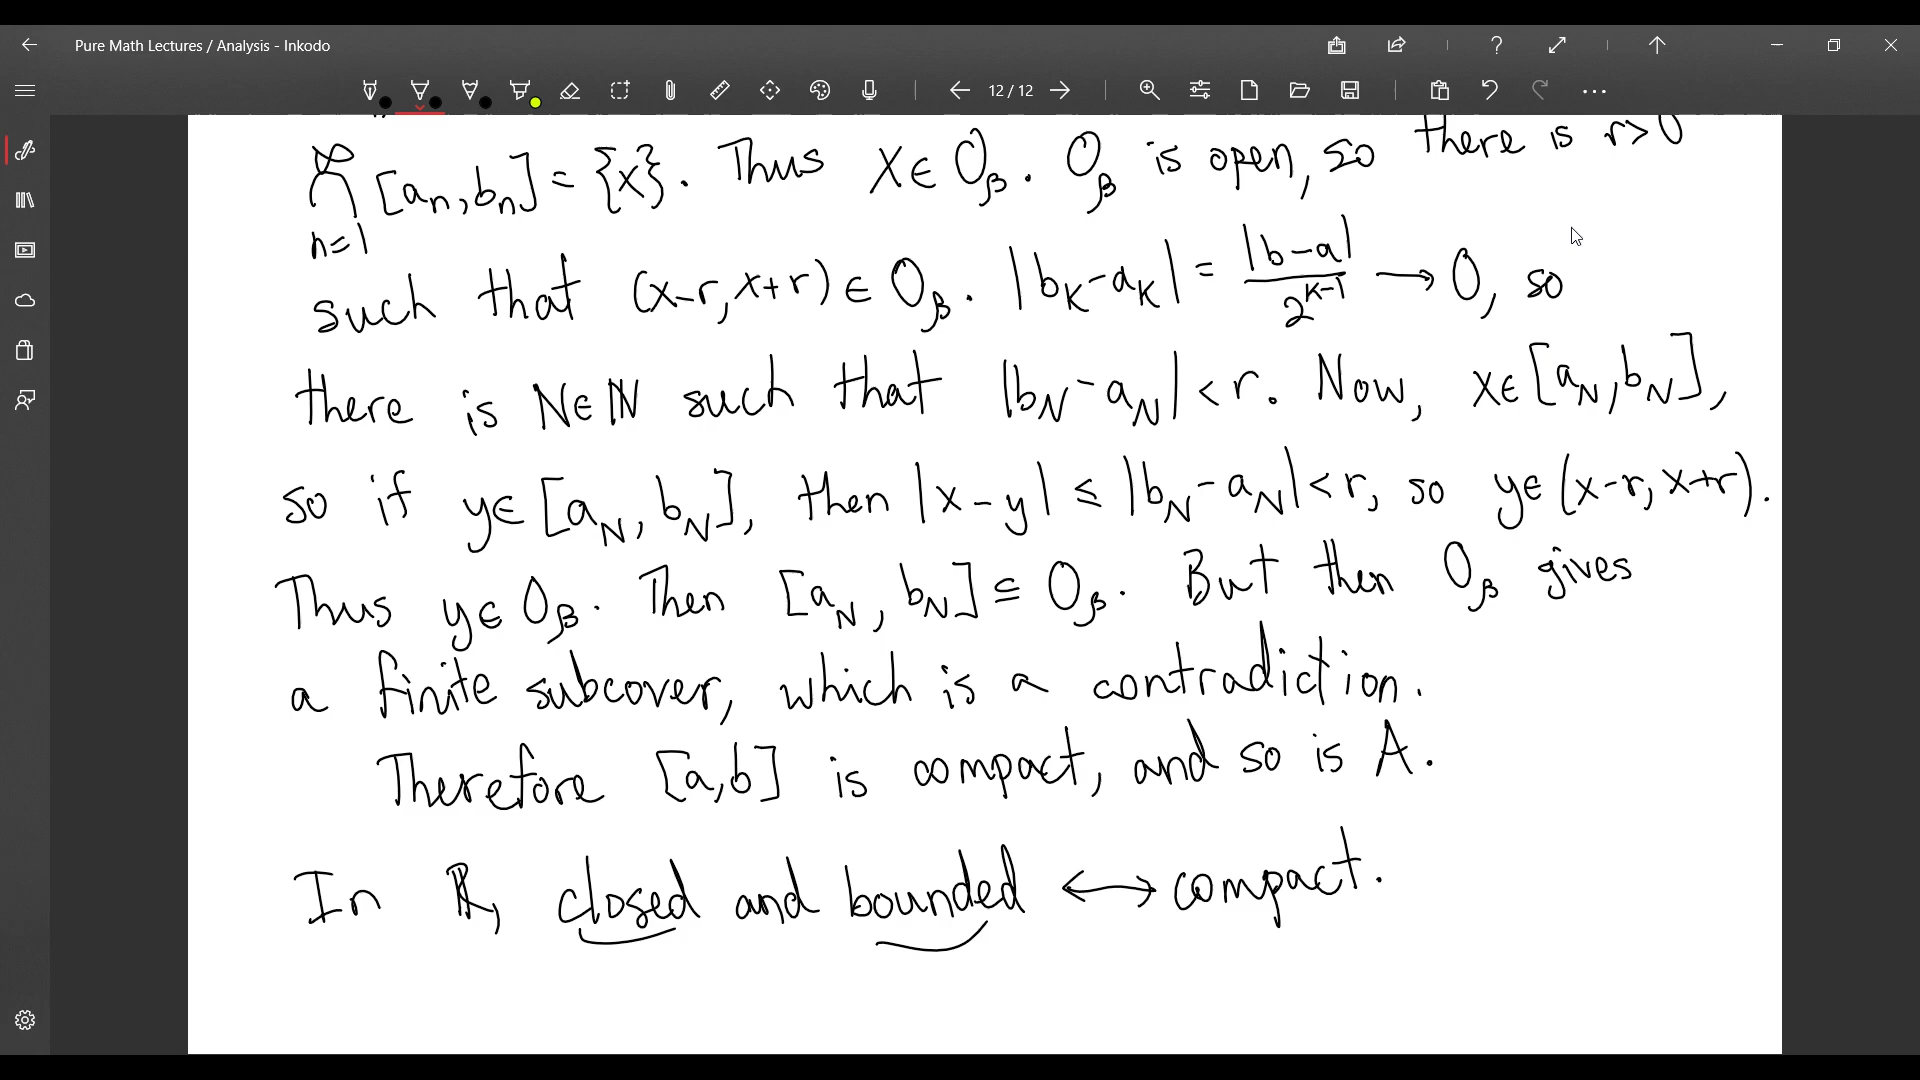 Pure Math Lectures / Analysis - Inkodo
12 / 12
∞
⋂ [aₙ, bₙ] = {x}. Thus x ∈ O_β. O_β is open, so there is r > 0
n=1
such that (x-r, x+r) ∈ O_β. |b_K - a_K| = |b-a| / 2^(K-1) → 0, so
there is N∈ℕ such that |b_N - a_N| < r. Now, x∈[a_N, b_N],
so if y∈[a_N, b_N], then |x-y| ≤ |b_N - a_N| < r, so y∈(x-r, x+r).
Thus y∈O_β. Then [a_N, b_N] ⊆ O_β. But then O_β gives
a finite subcover, which is a contradiction.
Therefore [a,b] is compact, and so is A.
In ℝ, closed and bounded ↔ compact.